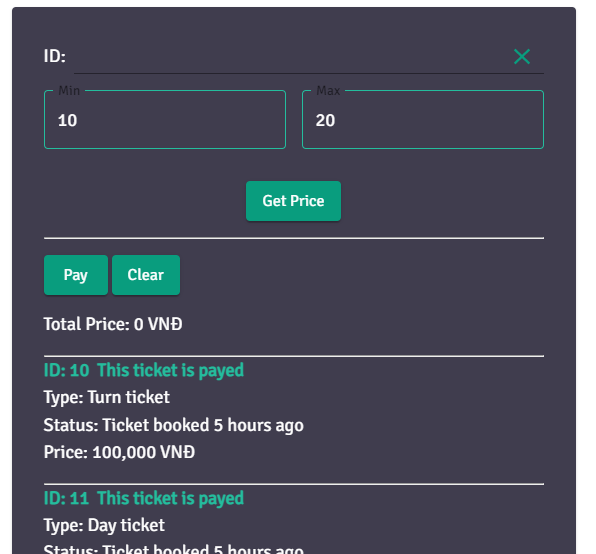 ID:
Min Max
10 20
Get Price
Pay Clear
Total Price: 0 VNĐ
ID: 10 This ticket is payed
Type: Turn ticket
Status: Ticket booked 5 hours ago
Price: 100,000 VNĐ
ID: 11 This ticket is payed
Type: Day ticket
Status: Ticket booked 5 hours ago